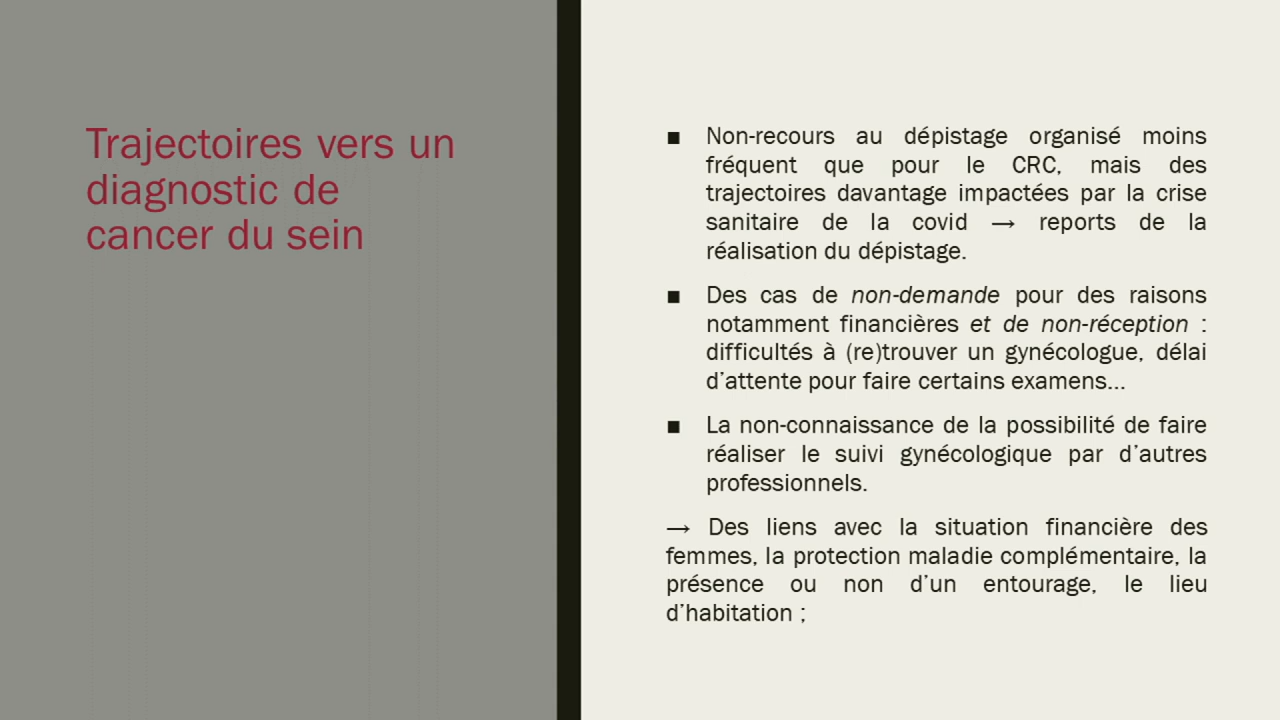 Trajectoires vers un
diagnostic de
cancer du sein
■ Non-recours au dépistage organisé moins
fréquent que pour le CRC, mais des
trajectoires davantage impactées par la crise
sanitaire de la covid → reports de la
réalisation du dépistage.
■ Des cas de non-demande pour des raisons
notamment financières et de non-réception :
difficultés à (re)trouver un gynécologue, délai
d’attente pour faire certains examens...
■ La non-connaissance de la possibilité de faire
réaliser le suivi gynécologique par d’autres
professionnels.
→ Des liens avec la situation financière des
femmes, la protection maladie complémentaire, la
présence ou non d’un entourage, le lieu
d’habitation ;